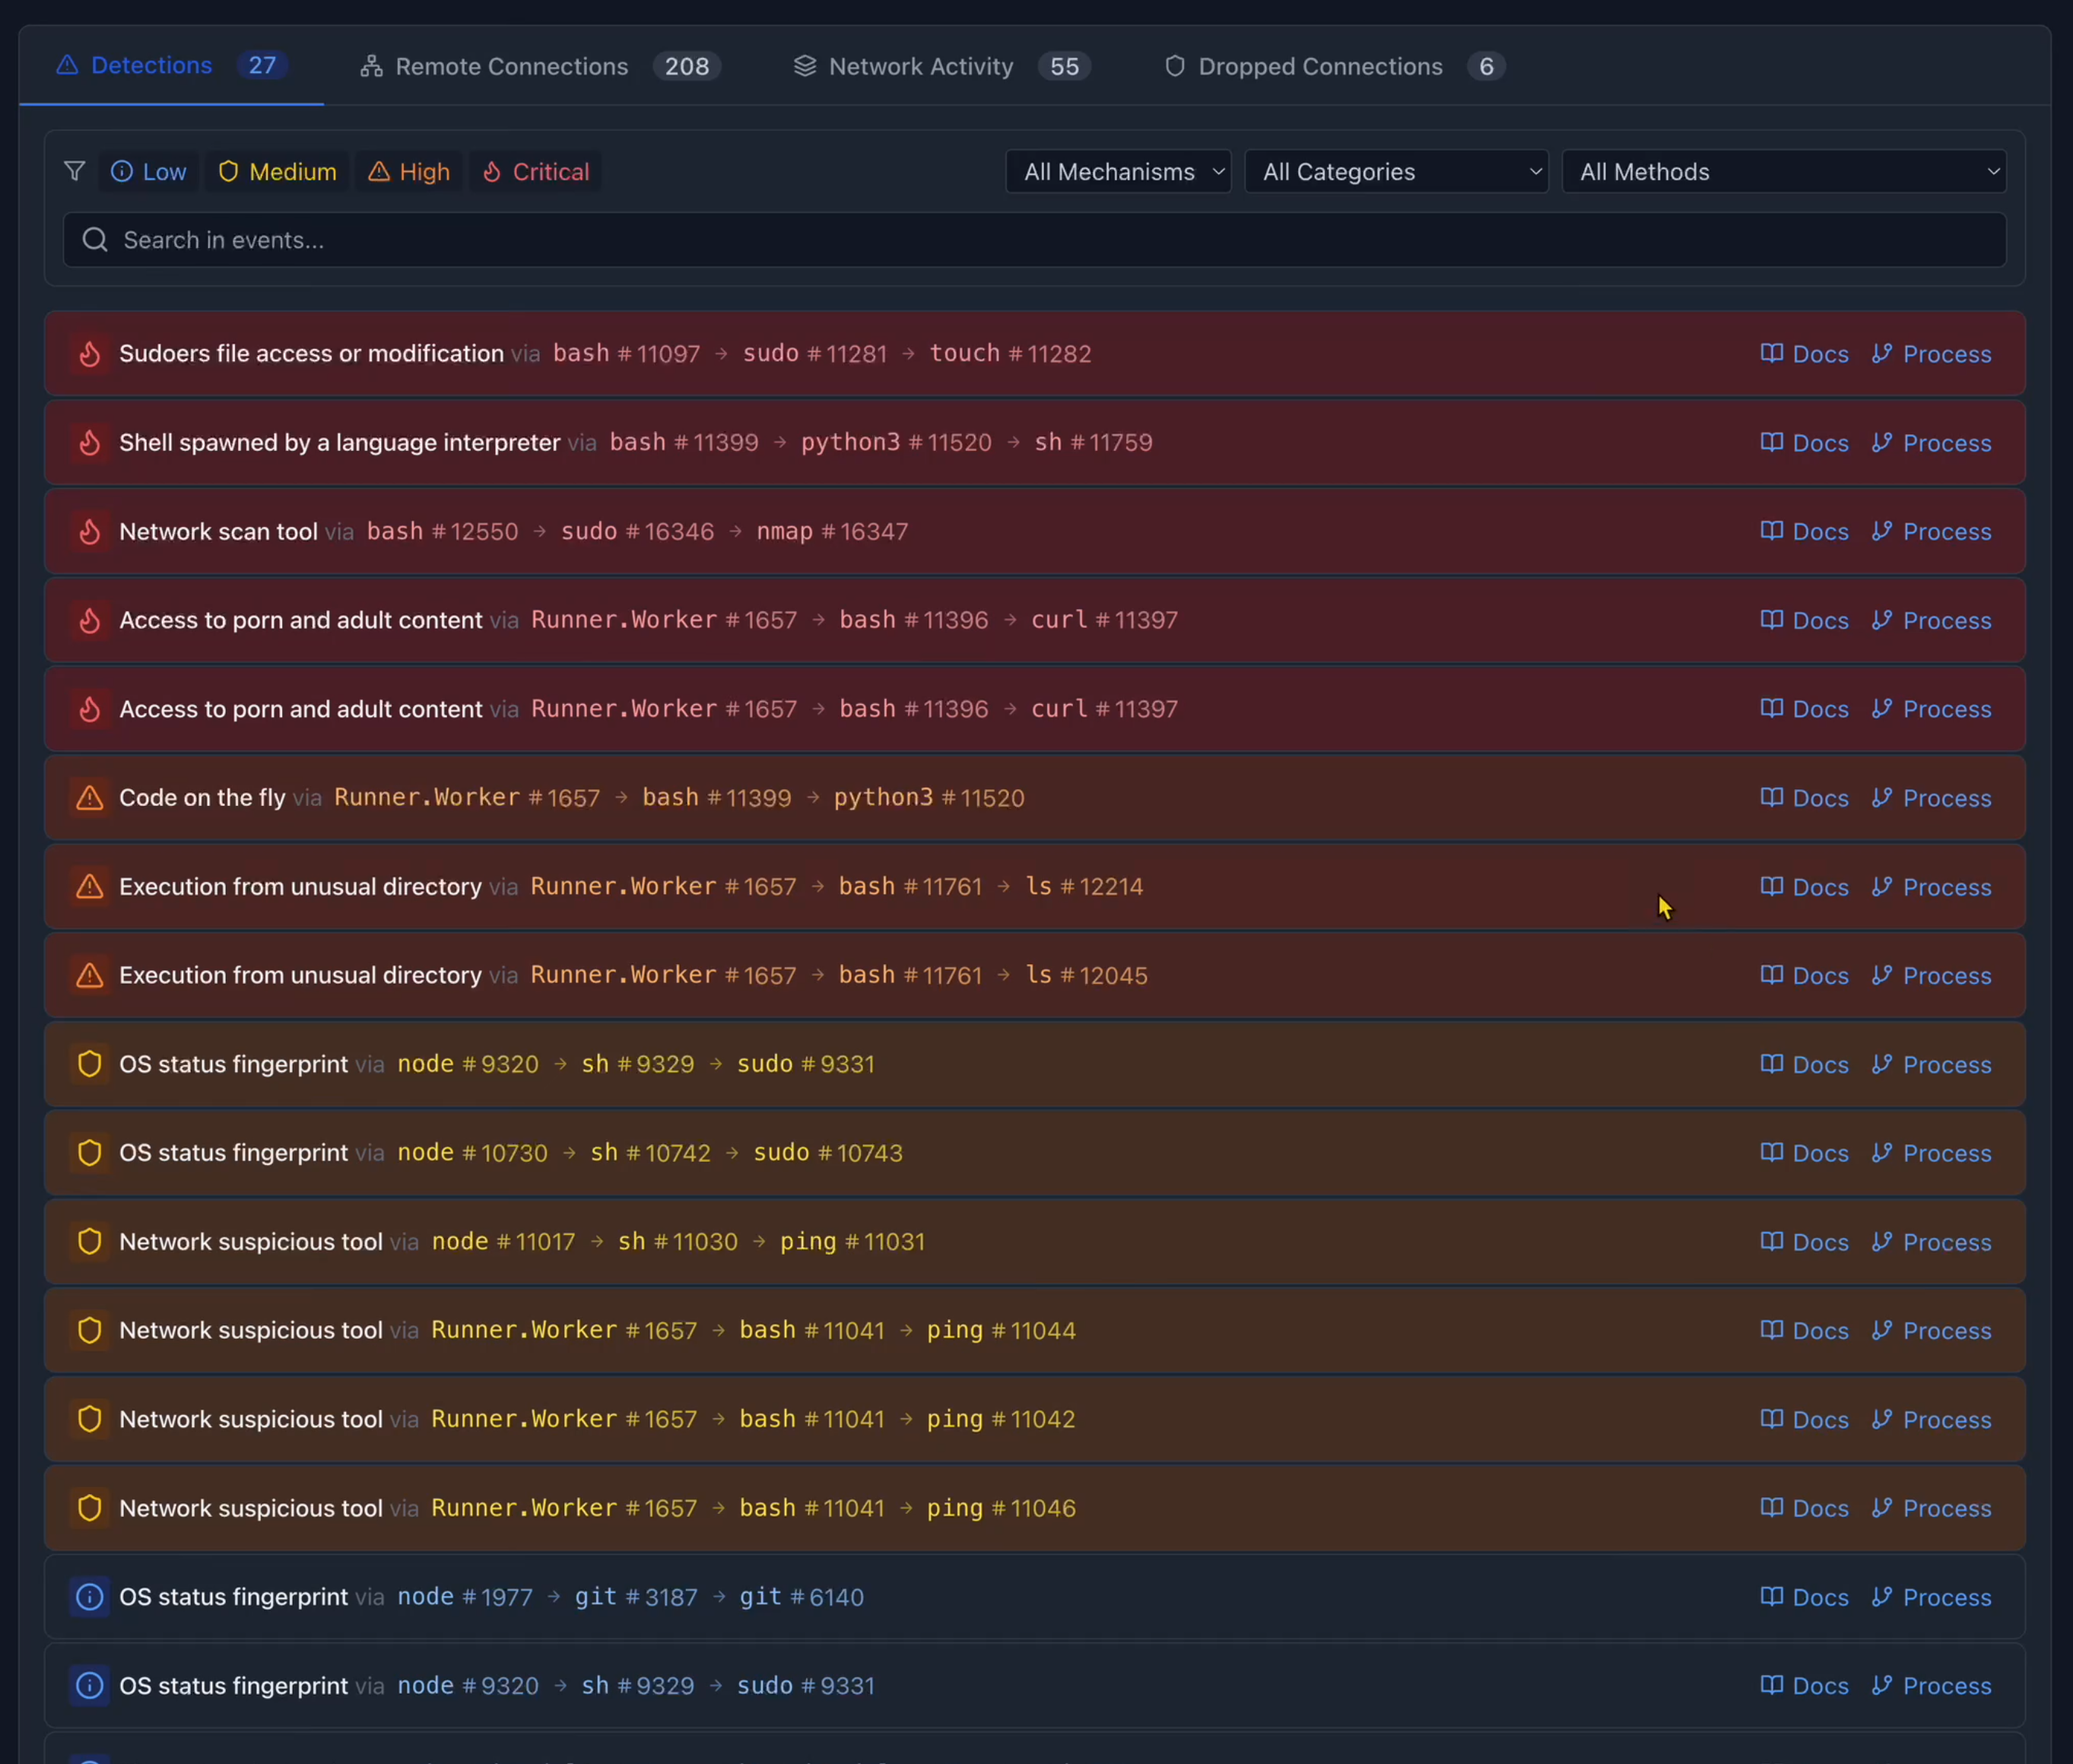 Detections 27 Remote Connections 208 Network Activity 55 Dropped Connections 6
Low Medium High Critical All Mechanisms All Categories All Methods
Search in events...
Sudoers file access or modification via bash #11097 → sudo #11281 → touch #11282 Docs Process
Shell spawned by a language interpreter via bash #11399 → python3 #11520 → sh #11759 Docs Process
Network scan tool via bash #12550 → sudo #16346 → nmap #16347 Docs Process
Access to porn and adult content via Runner.Worker #1657 → bash #11396 → curl #11397 Docs Process
Access to porn and adult content via Runner.Worker #1657 → bash #11396 → curl #11397 Docs Process
Code on the fly via Runner.Worker #1657 → bash #11399 → python3 #11520 Docs Process
Execution from unusual directory via Runner.Worker #1657 → bash #11761 → ls #12214 Docs Process
Execution from unusual directory via Runner.Worker #1657 → bash #11761 → ls #12045 Docs Process
OS status fingerprint via node #9320 → sh #9329 → sudo #9331 Docs Process
OS status fingerprint via node #10730 → sh #10742 → sudo #10743 Docs Process
Network suspicious tool via node #11017 → sh #11030 → ping #11031 Docs Process
Network suspicious tool via Runner.Worker #1657 → bash #11041 → ping #11044 Docs Process
Network suspicious tool via Runner.Worker #1657 → bash #11041 → ping #11042 Docs Process
Network suspicious tool via Runner.Worker #1657 → bash #11041 → ping #11046 Docs Process
OS status fingerprint via node #1977 → git #3187 → git #6140 Docs Process
OS status fingerprint via node #9320 → sh #9329 → sudo #9331 Docs Process